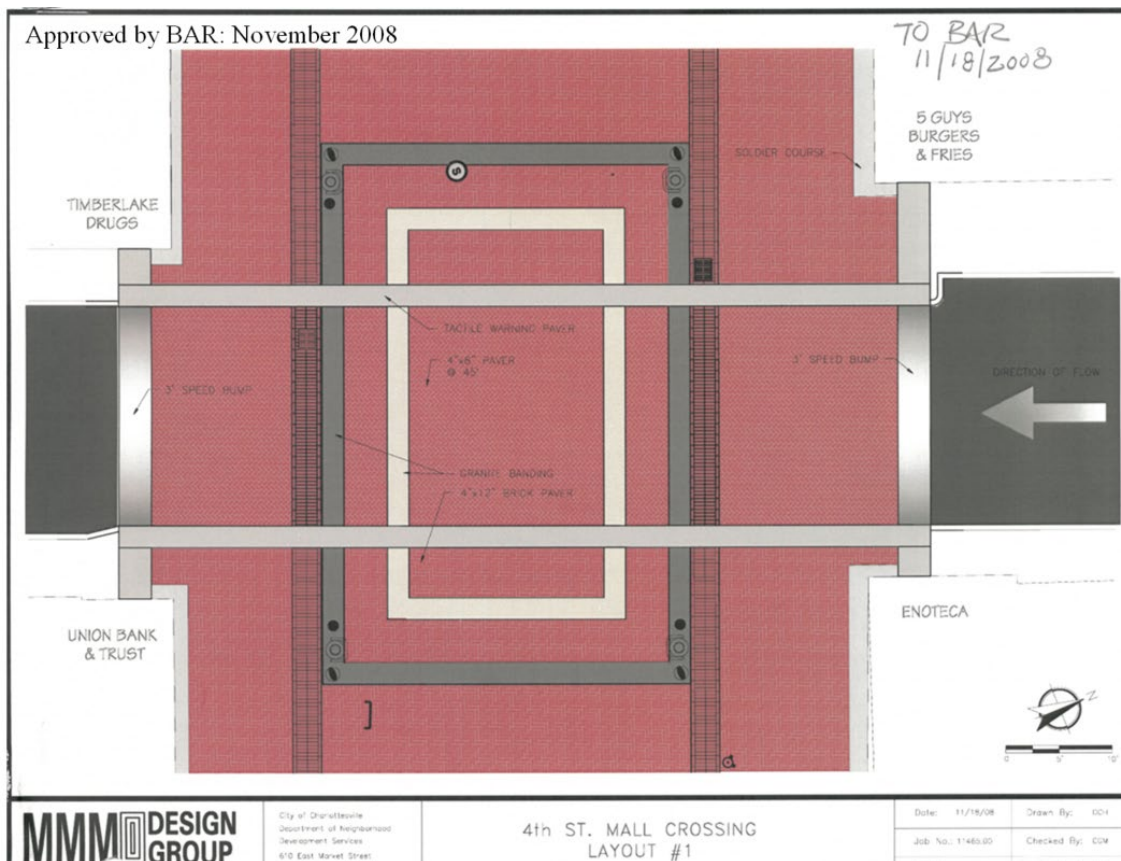 Approved by BAR: November 2008
TO BAR
11/18/2008
5 GUYS
BURGERS
& FRIES
SOLDIER COURSE
S
TIMBERLAKE
DRUGS
TACTILE WARNING PAVER
4"x8" PAVER
@ 45°
3' SPEED BUMP
3' SPEED BUMP
DIRECTION OF FLOW
GRANITE BANDING
4"x12" BRICK PAVER
UNION BANK
& TRUST
ENOTECA
N
0 5' 10'
MMM DESIGN
GROUP
City of Charlottesville
Department of Neighborhood
Development Services
610 East Market Street
4th ST. MALL CROSSING
LAYOUT #1
Date: 11/18/08
Drawn By:
Job No.: 11465.00
Checked By: